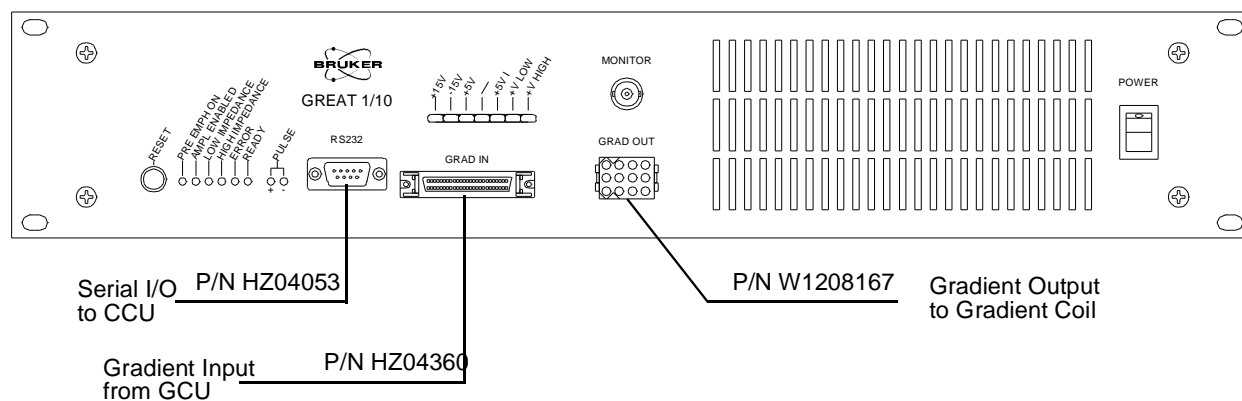 BRUKER
GREAT 1/10
+15V
-15V
+5V
/
+5V I
+V LOW
+V HIGH
MONITOR
POWER
RESET
PRE EMPH ON
AMPL ENABLED
LOW IMPEDANCE
HIGH IMPEDANCE
ERROR
READY
PULSE
+ -
RS232
GRAD IN
GRAD OUT
Serial I/O
to CCU
P/N HZ04053
P/N W1208167
Gradient Output
to Gradient Coil
Gradient Input
from GCU
P/N HZ04360